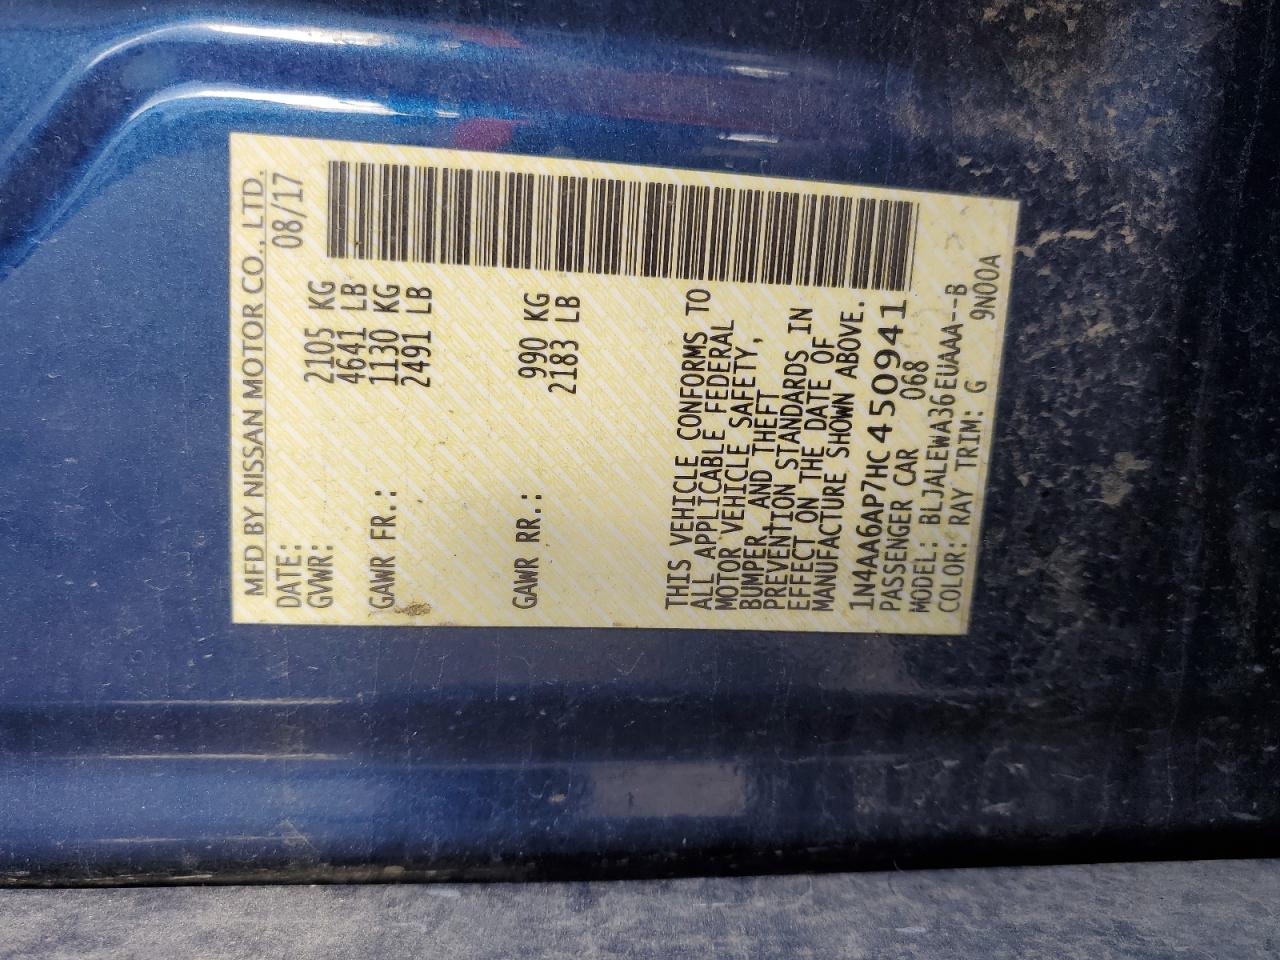 MFD BY NISSAN MOTOR CO., LTD.
DATE: 08/17
GVWR: 2105 KG
4641 LB
GAWR FR.: 1130 KG
2491 LB
GAWR RR.: 990 KG
2183 LB
THIS VEHICLE CONFORMS TO
ALL APPLICABLE FEDERAL
MOTOR VEHICLE SAFETY,
BUMPER, AND THEFT
PREVENTION STANDARDS IN
EFFECT ON THE DATE OF
MANUFACTURE SHOWN ABOVE.
1N4AA6AP7HC450941
PASSENGER CAR 068
MODEL: BLJALEWA36EUAAA--B
COLOR: RAY TRIM: G 9N00A